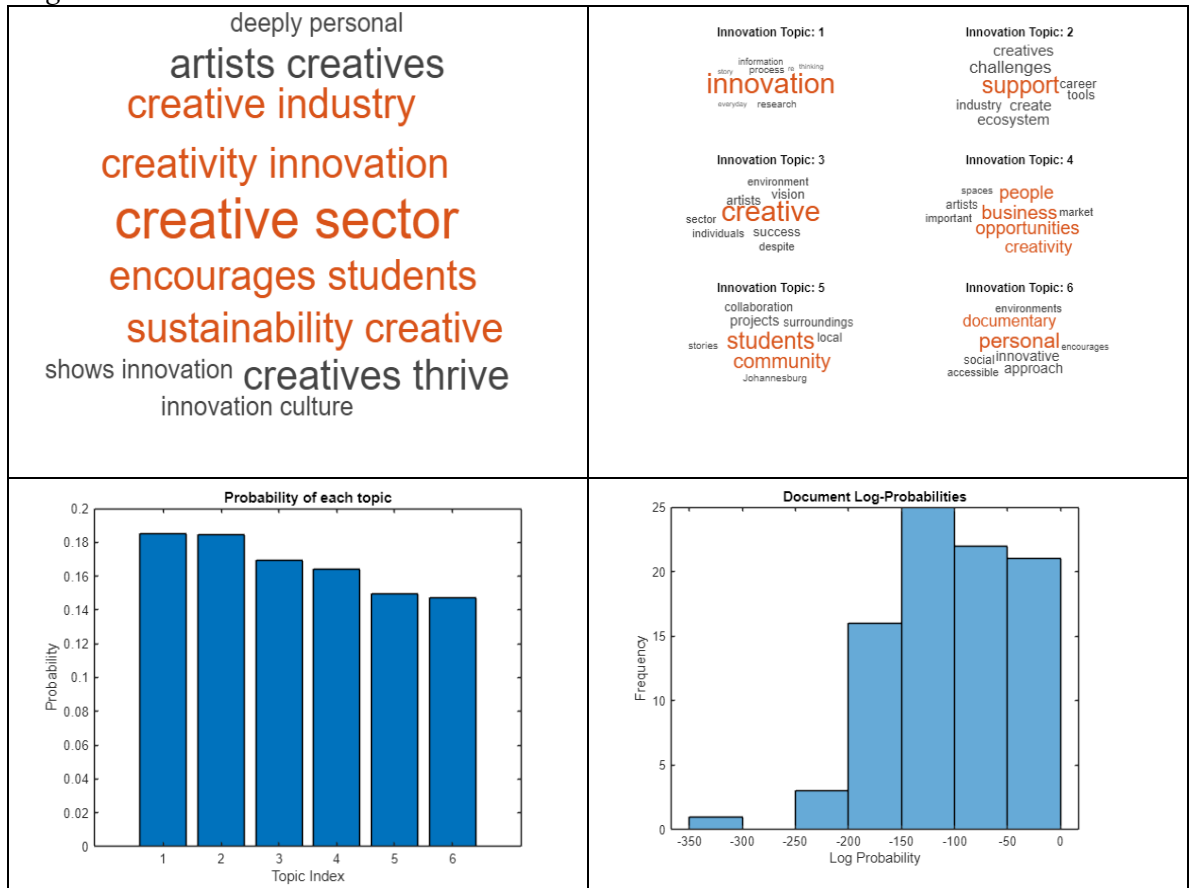 deeply personal
artists creatives
creative industry
creativity innovation
creative sector
encourages students
sustainability creative
shows innovation creatives thrive
innovation culture
Innovation Topic: 1
information
story process re thinking
innovation
everyday research
Innovation Topic: 2
creatives
challenges
support career
tools
industry create
ecosystem
Innovation Topic: 3
environment
artists vision
sector creative
individuals success
despite
Innovation Topic: 4
spaces people
artists
important business market
opportunities
creativity
Innovation Topic: 5
collaboration
projects surroundings
stories students local
community
Johannesburg
Innovation Topic: 6
environments
documentary
personal encourages
social innovative
accessible approach
Probability of each topic
0.2
0.18
0.16
0.14
0.12
0.1
0.08
0.06
0.04
0.02
0
Probability
1 2 3 4 5 6
Topic Index
Document Log-Probabilities
25
20
15
10
5
0
Frequency
-350 -300 -250 -200 -150 -100 -50 0
Log Probability